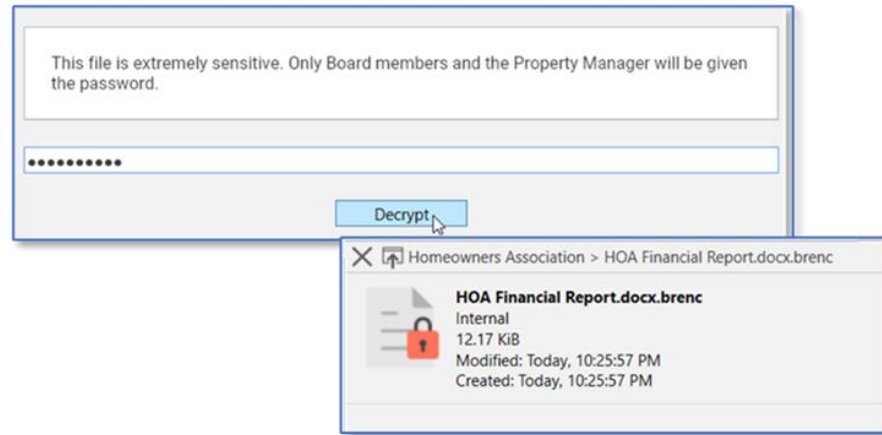 This file is extremely sensitive. Only Board members and the Property Manager will be given
the password.
••••••••••
Decrypt
Homeowners Association > HOA Financial Report.docx.brenc
HOA Financial Report.docx.brenc
Internal
12.17 KiB
Modified: Today, 10:25:57 PM
Created: Today, 10:25:57 PM